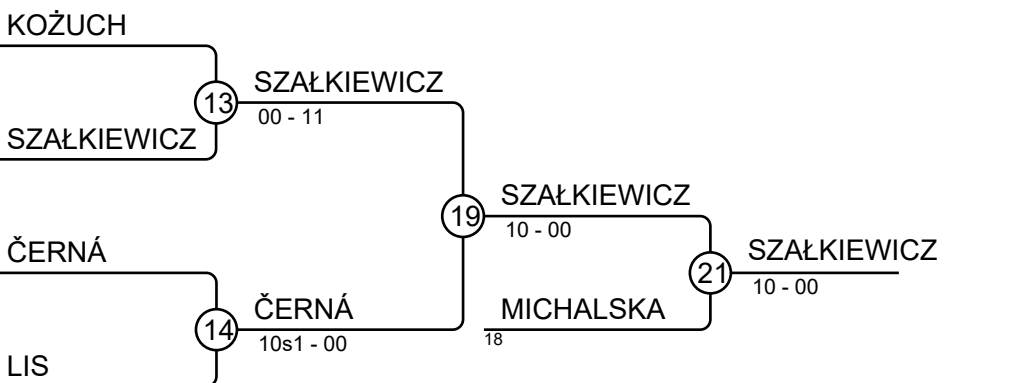 KOŻUCH
SZAŁKIEWICZ
13
00 - 11
SZAŁKIEWICZ
SZAŁKIEWICZ
19
10 - 00
SZAŁKIEWICZ
21
10 - 00
ČERNÁ
ČERNÁ
14
10s1 - 00
MICHALSKA
18
LIS